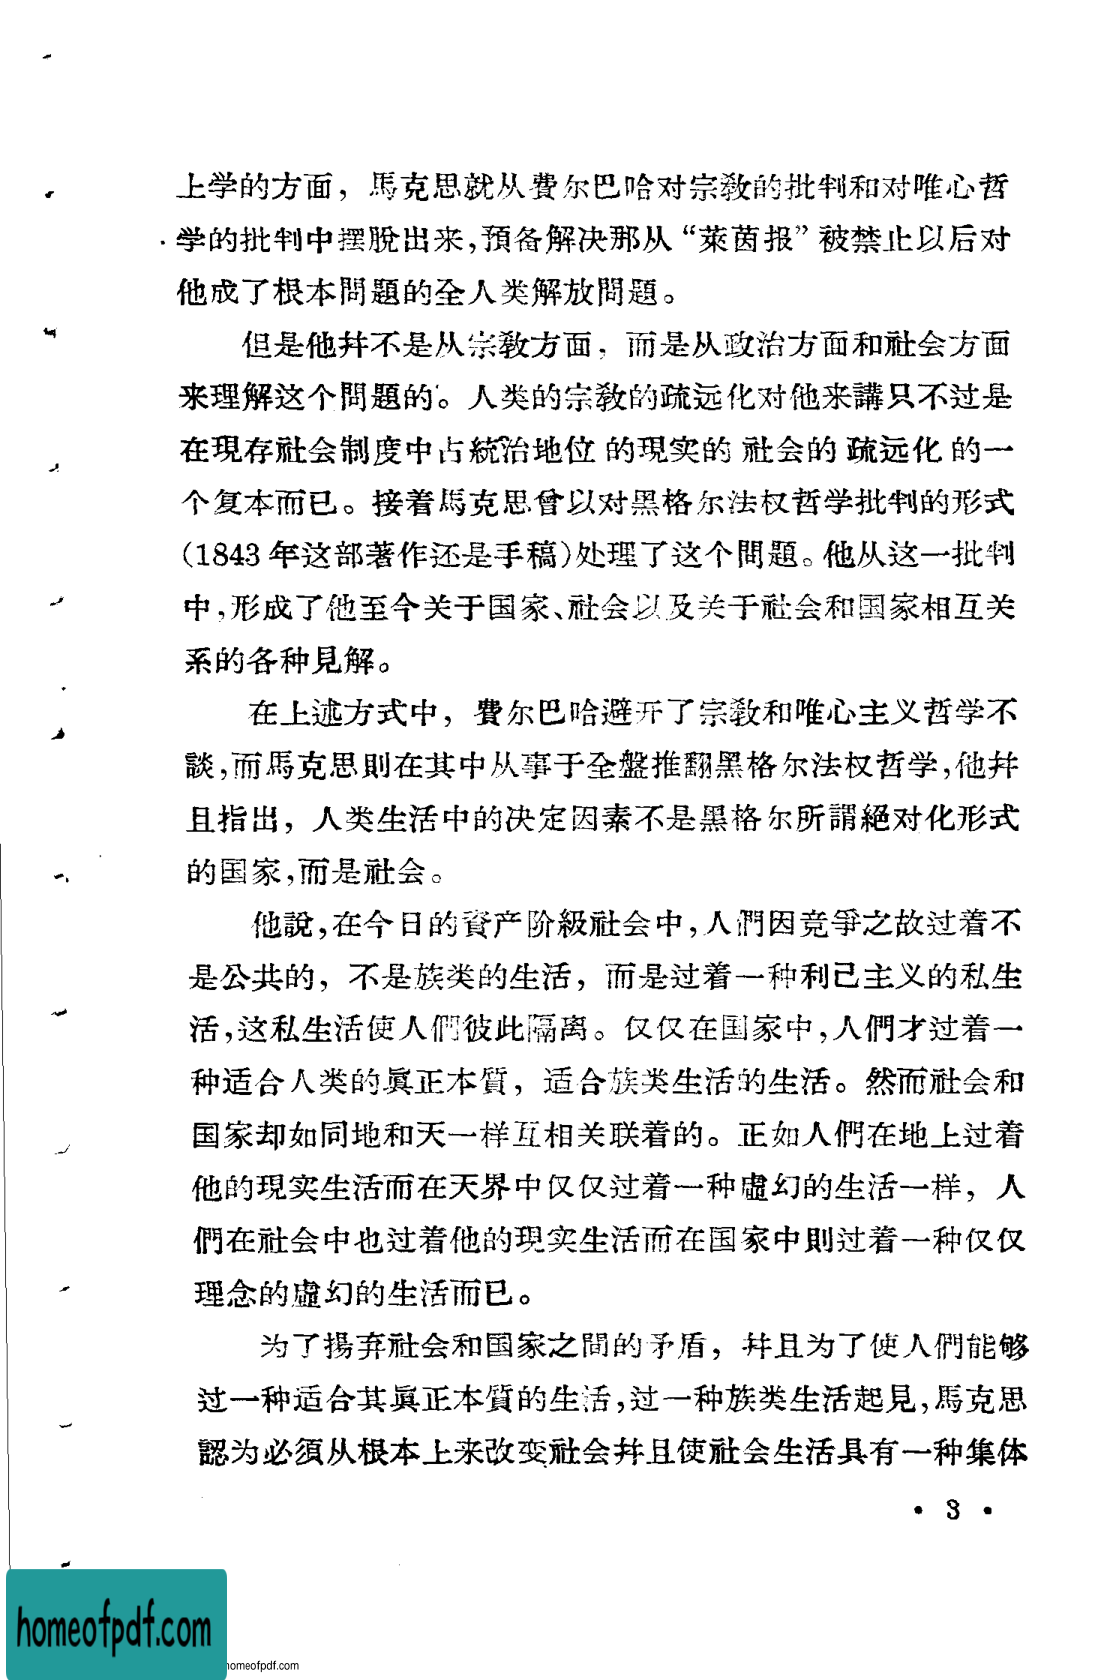 上学的方面，馬克思就从費尔巴哈对宗敎的批判和对唯心哲
学的批判中摆脫出来,預备解决那从“萊茵报”被禁止以后对
他成了根本問題的全人类解放問題。
但是他幷不是从宗敎方面，而是从政治方面和社会方面
来理解这个問題的。人类的宗敎的疏远化对他来講只不过是
在現存社会制度中占統治地位的現实的社会的疏远化的一
个复本而已。接着馬克思曾以对黑格尔法权哲学批判的形式
(1843年这部著作还是手稿)处理了这个問題。他从这一批判
中,形成了他至今关于国家、社会以及关于社会和国家相互关
系的各种見解。
在上述方式中，費尔巴哈避开了宗敎和唯心主义哲学不
談,而馬克思則在其中从事于全盤推翻黑格尔法权哲学,他幷
且指出，人类生活中的决定因素不是黑格尔所謂絕对化形式
的国家,而是社会。
他說,在今日的資产阶級社会中,人們因竞爭之故过着不
是公共的，不是族类的生活，而是过着一种利己主义的私生
活,这私生活使人們彼此隔离。仅仅在国家中,人們才过着一
种适合人类的眞正本質，适合族类生活的生活。然而社会和
国家却如同地和天一样互相关联着的。正如人們在地上过着
他的現实生活而在天界中仅仅过着一种虛幻的生活一样，人
們在社会中也过着他的現实生活而在国家中則过着一种仅仅
理念的虛幻的生活而已。
为了揚弃社会和国家之間的矛盾，幷且为了使人們能够
过一种适合其眞正本質的生活,过一种族类生活起見,馬克思
認为必須从根本上来改变社会幷且使社会生活具有一种集体
• 3 •
homeofpdf.com
homeofpdf.com